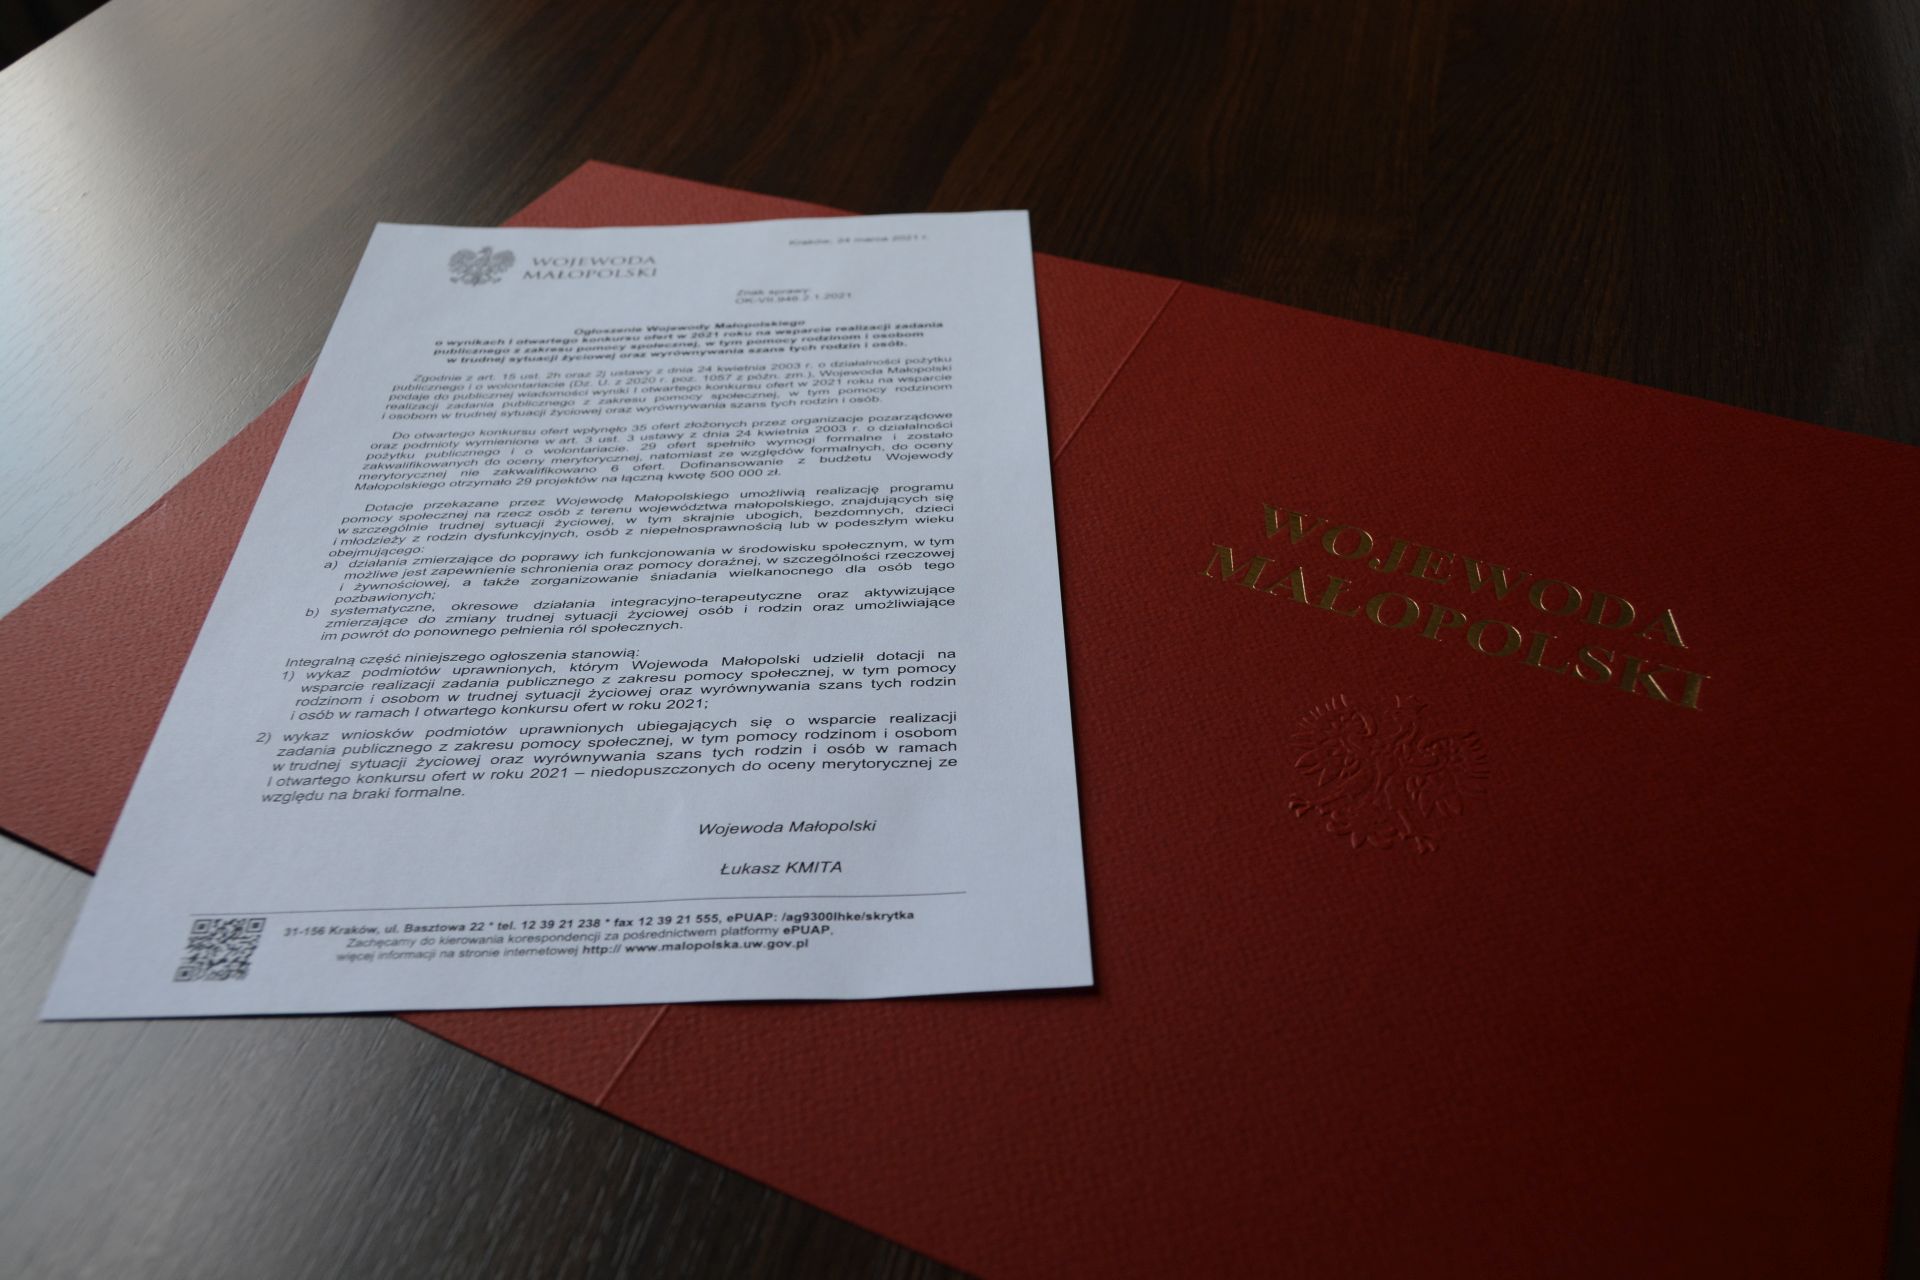 WOJEWODA
MAŁOPOLSKI
Kraków, 24 marca 2021 r.
Znak sprawy:
OK-VII.946.2.1.2021
Ogłoszenie Wojewody Małopolskiego
o wynikach I otwartego konkursu ofert w 2021 roku na wsparcie realizacji zadania
publicznego z zakresu pomocy społecznej, w tym pomocy rodzinom i osobom
w trudnej sytuacji życiowej oraz wyrównywania szans tych rodzin i osób.
Zgodnie z art. 15 ust. 2h oraz 2j ustawy z dnia 24 kwietnia 2003 r. o działalności pożytku
publicznego i o wolontariacie (Dz. U. z 2020 r. poz. 1057 z późn. zm.), Wojewoda Małopolski
podaje do publicznej wiadomości wyniki I otwartego konkursu ofert w 2021 roku na wsparcie
realizacji zadania publicznego z zakresu pomocy społecznej, w tym pomocy rodzinom
i osobom w trudnej sytuacji życiowej oraz wyrównywania szans tych rodzin i osób.
Do otwartego konkursu ofert wpłynęło 35 ofert złożonych przez organizacje pozarządowe
oraz podmioty wymienione w art. 3 ust. 3 ustawy z dnia 24 kwietnia 2003 r. o działalności
pożytku publicznego i o wolontariacie. 29 ofert spełniło wymogi formalne i zostało
zakwalifikowanych do oceny merytorycznej, natomiast ze względów formalnych, do oceny
merytorycznej nie zakwalifikowano 6 ofert. Dofinansowanie z budżetu Wojewody
Małopolskiego otrzymało 29 projektów na łączną kwotę 500 000 zł.
Dotacje przekazane przez Wojewodę Małopolskiego umożliwią realizację programu
pomocy społecznej na rzecz osób z terenu województwa małopolskiego, znajdujących się
w szczególnie trudnej sytuacji życiowej, w tym skrajnie ubogich, bezdomnych, dzieci
i młodzieży z rodzin dysfunkcyjnych, osób z niepełnosprawnością lub w podeszłym wieku
obejmującego:
a) działania zmierzające do poprawy ich funkcjonowania w środowisku społecznym, w tym
możliwe jest zapewnienie schronienia oraz pomocy doraźnej, w szczególności rzeczowej
i żywnościowej, a także zorganizowanie śniadania wielkanocnego dla osób tego
pozbawionych;
b) systematyczne, okresowe działania integracyjno-terapeutyczne oraz aktywizujące
zmierzające do zmiany trudnej sytuacji życiowej osób i rodzin oraz umożliwiające
im powrót do ponownego pełnienia ról społecznych.
Integralną część niniejszego ogłoszenia stanowią:
1) wykaz podmiotów uprawnionych, którym Wojewoda Małopolski udzielił dotacji na
wsparcie realizacji zadania publicznego z zakresu pomocy społecznej, w tym pomocy
rodzinom i osobom w trudnej sytuacji życiowej oraz wyrównywania szans tych rodzin
i osób w ramach I otwartego konkursu ofert w roku 2021;
2) wykaz wniosków podmiotów uprawnionych ubiegających się o wsparcie realizacji
zadania publicznego z zakresu pomocy społecznej, w tym pomocy rodzinom i osobom
w trudnej sytuacji życiowej oraz wyrównywania szans tych rodzin i osób w ramach
I otwartego konkursu ofert w roku 2021 – niedopuszczonych do oceny merytorycznej ze
względu na braki formalne.
Wojewoda Małopolski
Łukasz KMITA
31-156 Kraków, ul. Basztowa 22 * tel. 12 39 21 238 * fax 12 39 21 555, ePUAP: /ag9300lhke/skrytka
Zachęcamy do kierowania korespondencji za pośrednictwem platformy ePUAP,
więcej informacji na stronie internetowej http:// www.malopolska.uw.gov.pl
WOJEWODA
MAŁOPOLSKI